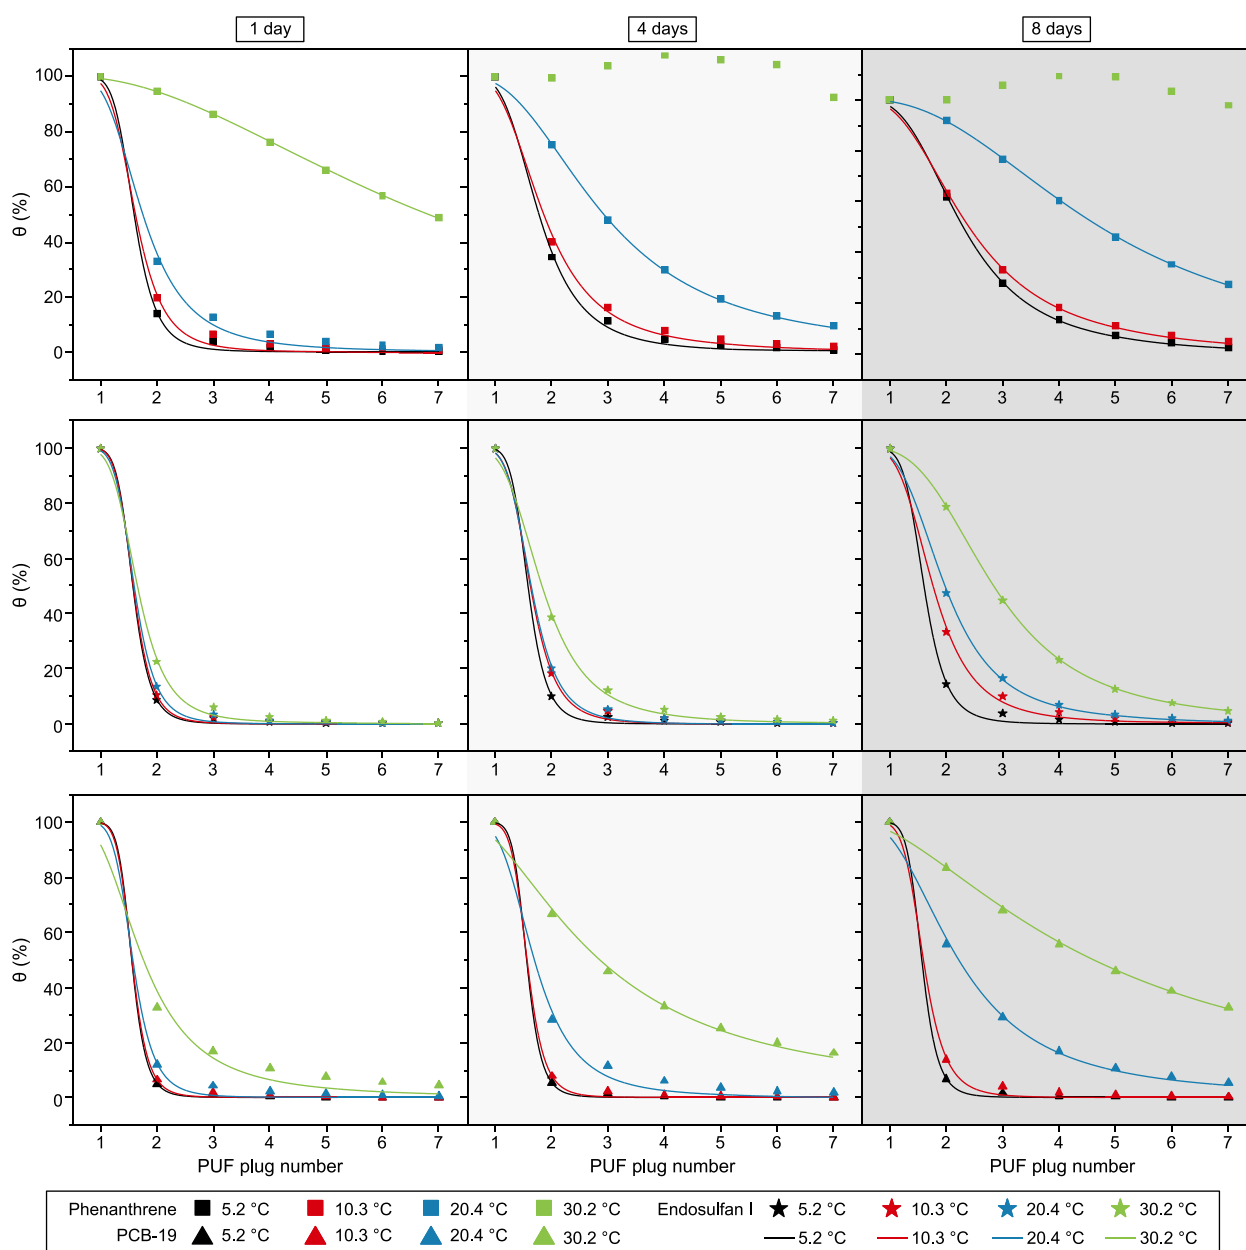 1 day 4 days 8 days
100
80
60
40
20
0
θ (%)
1 2 3 4 5 6 7 1 2 3 4 5 6 7 1 2 3 4 5 6 7
100
80
60
40
20
0
θ (%)
1 2 3 4 5 6 7 1 2 3 4 5 6 7 1 2 3 4 5 6 7
100
80
60
40
20
0
θ (%)
1 2 3 4 5 6 7 1 2 3 4 5 6 7 1 2 3 4 5 6 7
PUF plug number PUF plug number PUF plug number
Phenanthrene 5.2 °C 10.3 °C 20.4 °C 30.2 °C Endosulfan I 5.2 °C 10.3 °C 20.4 °C 30.2 °C
PCB-19 5.2 °C 10.3 °C 20.4 °C 30.2 °C 5.2 °C 10.3 °C 20.4 °C 30.2 °C